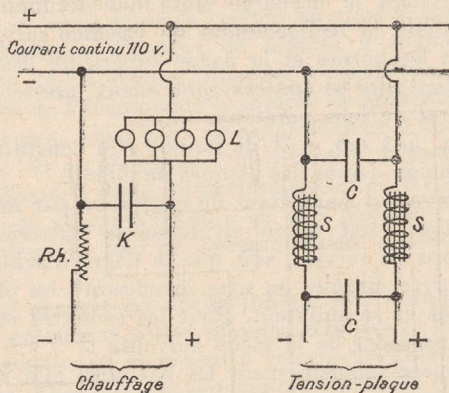 +
Courant continu 110 v.
-
L
C
K
S
S
Rh.
C
- +
- +
Chauffage
Tension-plaque